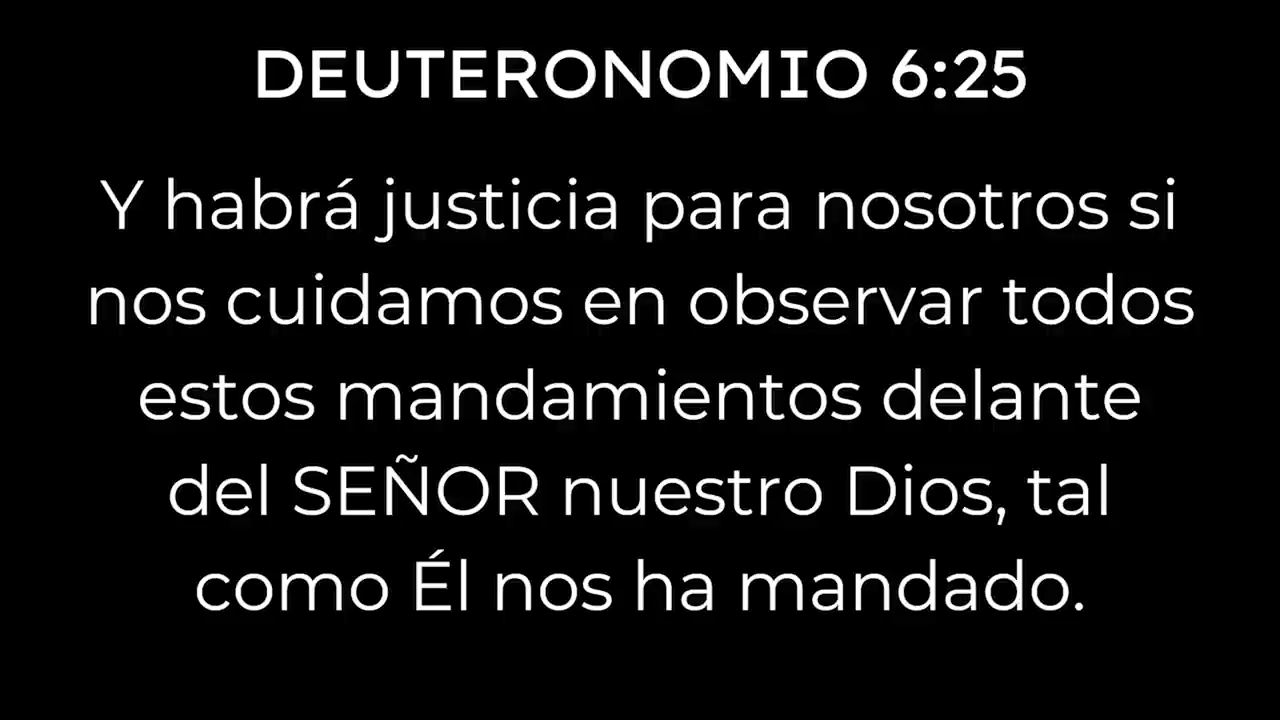 DEUTERONOMIO 6:25
Y habrá justicia para nosotros si
nos cuidamos en observar todos
estos mandamientos delante
del SEÑOR nuestro Dios, tal
como Él nos ha mandado.